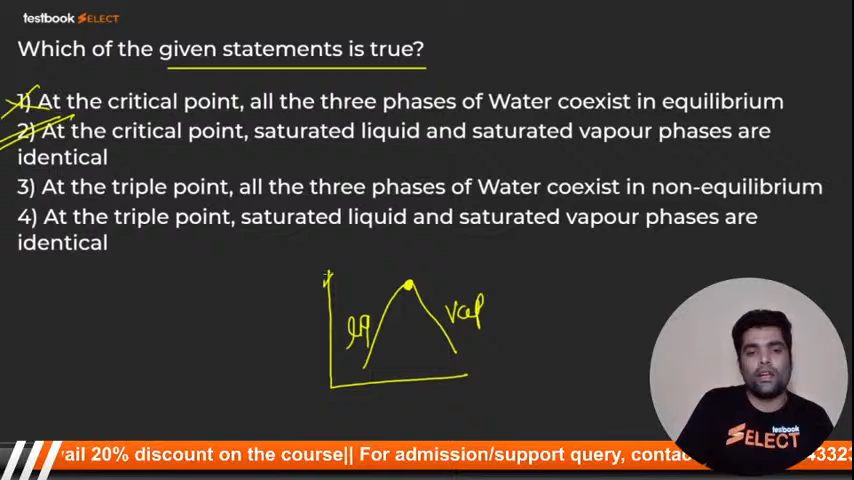 testbook SELECT
Which of the given statements is true?
1) At the critical point, all the three phases of Water coexist in equilibrium
2) At the critical point, saturated liquid and saturated vapour phases are
identical
3) At the triple point, all the three phases of Water coexist in non-equilibrium
4) At the triple point, saturated liquid and saturated vapour phases are
identical
liq
vap
testbook
SELECT
vail 20% discount on the course|| For admission/support query, contac
43323